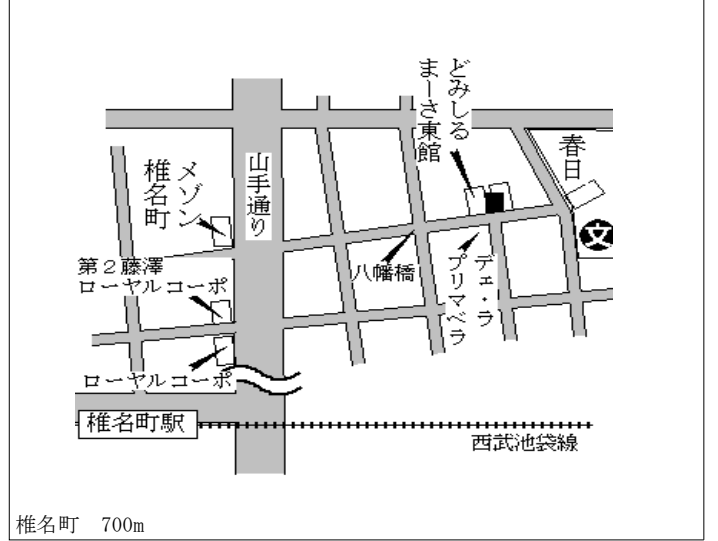 どみしる
まーさ東館
春日
メゾン
椎名町
山手通り
文
第2藤澤
ローヤルコーポ
八幡橋
デェ・ラ
プリマベラ
ローヤルコーポ
椎名町駅
西武池袋線
椎名町　700m